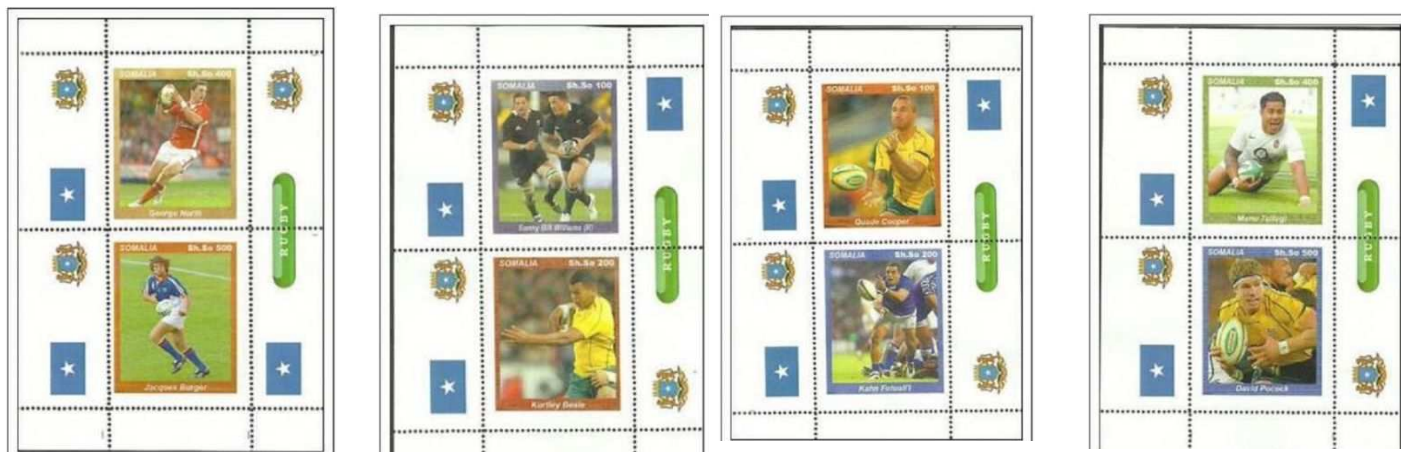 SOMALIA Sh.So 400
George North
RUGBY
SOMALIA Sh.So 500
Jacques Burger
SOMALIA Sh.So 100
Sonny Bill Williams (R)
RUGBY
SOMALIA Sh.So 200
Kurtley Beale
SOMALIA Sh.So 100
Quade Cooper
RUGBY
SOMALIA Sh.So 200
Kahn Fotuali'i
SOMALIA Sh.So 400
Manu Tuilagi
RUGBY
SOMALIA Sh.So 500
David Pocock